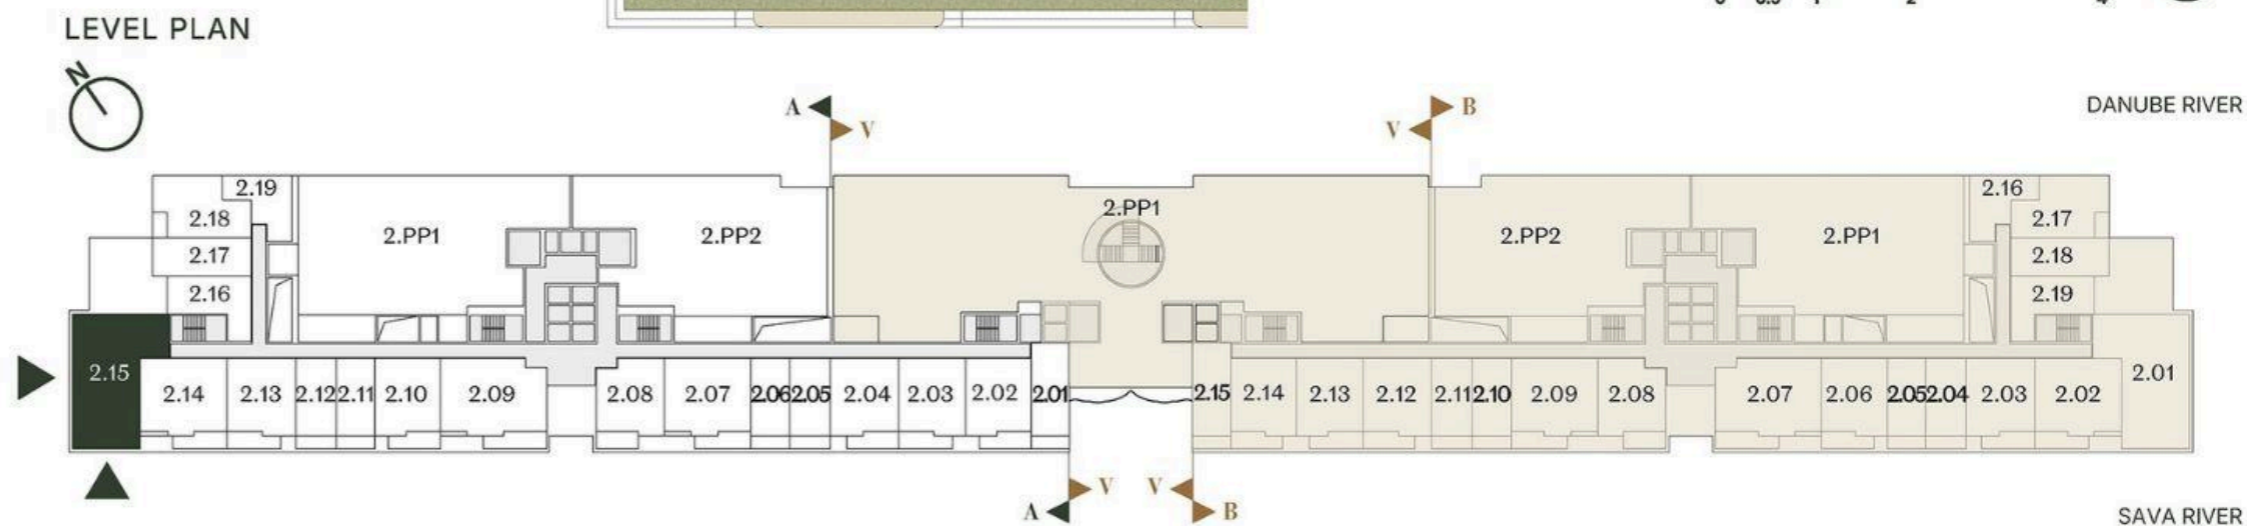 LEVEL PLAN
N
A
V
V
B
DANUBE RIVER
2.19
2.18
2.17
2.16
2.PP1
2.PP2
2.PP1
2.PP2
2.PP1
2.16
2.17
2.18
2.19
2.15
2.14
2.13
2.12
2.11
2.10
2.09
2.08
2.07
2.06
2.05
2.04
2.03
2.02
2.01
2.15
2.14
2.13
2.12
2.11
2.10
2.09
2.08
2.07
2.06
2.05
2.04
2.03
2.02
2.01
V
V
A
B
SAVA RIVER